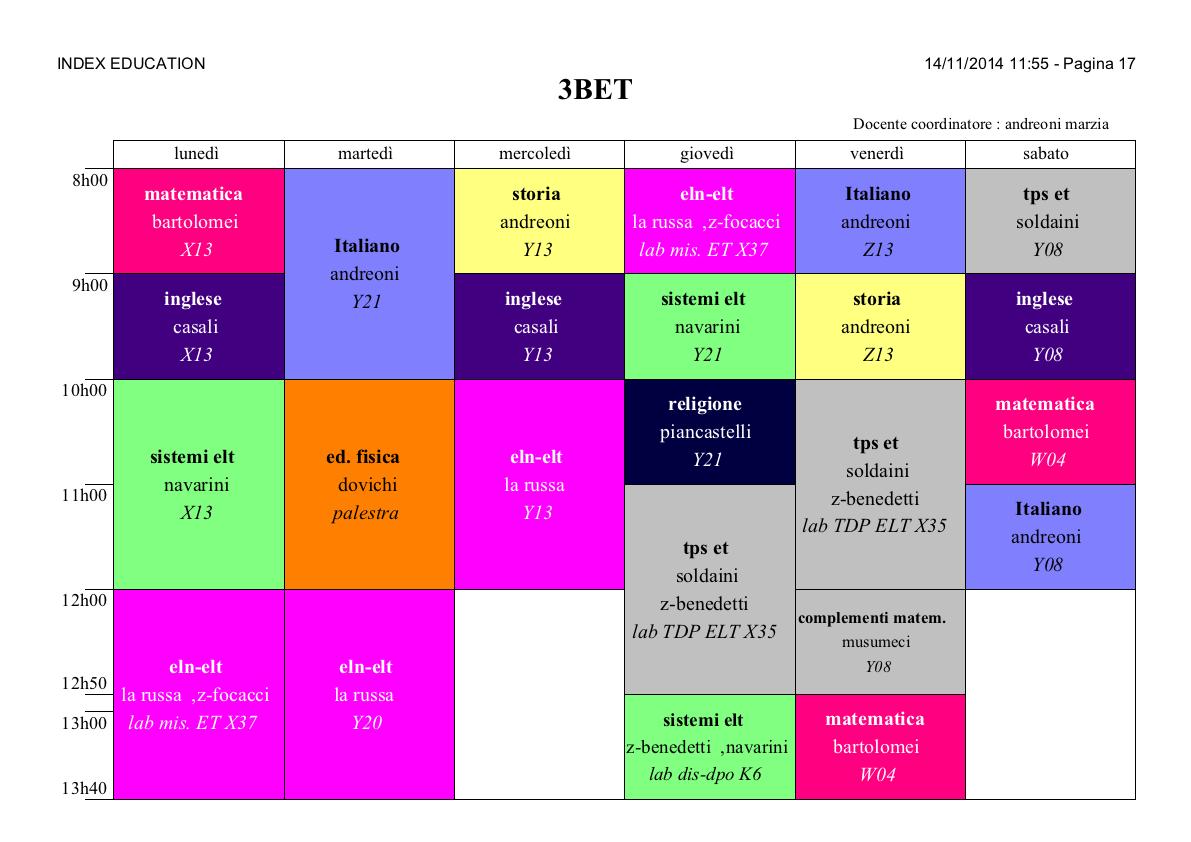 INDEX EDUCATION
14/11/2014 11:55 - Pagina 17
3BET
Docente coordinatore : andreoni marzia
lunedì
martedì
mercoledì
giovedì
venerdì
sabato
8h00
9h00
10h00
11h00
12h00
12h50
13h00
13h40
matematica
bartolomei
X13
inglese
casali
X13
sistemi elt
navarini
X13
eln-elt
la russa ,z-focacci
lab mis. ET X37
Italiano
andreoni
Y21
ed. fisica
dovichi
palestra
eln-elt
la russa
Y20
storia
andreoni
Y13
inglese
casali
Y13
eln-elt
la russa
Y13
eln-elt
la russa ,z-focacci
lab mis. ET X37
sistemi elt
navarini
Y21
religione
piancastelli
Y21
tps et
soldaini
z-benedetti
lab TDP ELT X35
sistemi elt
z-benedetti ,navarini
lab dis-dpo K6
Italiano
andreoni
Z13
storia
andreoni
Z13
tps et
soldaini
z-benedetti
lab TDP ELT X35
complementi matem.
musumeci
Y08
matematica
bartolomei
W04
tps et
soldaini
Y08
inglese
casali
Y08
matematica
bartolomei
W04
Italiano
andreoni
Y08